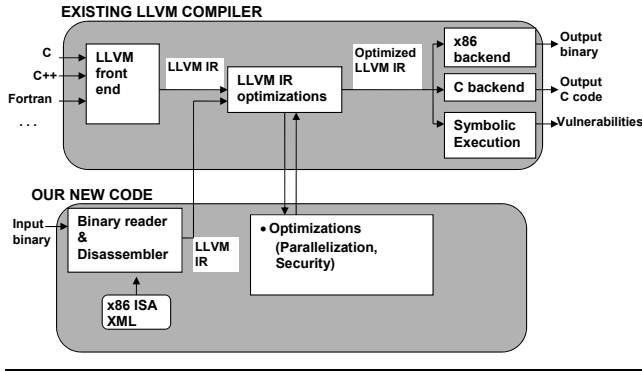 EXISTING LLVM COMPILER
C
C++
Fortran
. . .
LLVM
front
end
LLVM IR
LLVM IR
optimizations
Optimized
LLVM IR
x86
backend
C backend
Symbolic
Execution
Output
binary
Output
C code
Vulnerabilities
OUR NEW CODE
Input
binary
Binary reader
&
Disassembler
LLVM
IR
x86 ISA
XML
• Optimizations
(Parallelization,
Security)